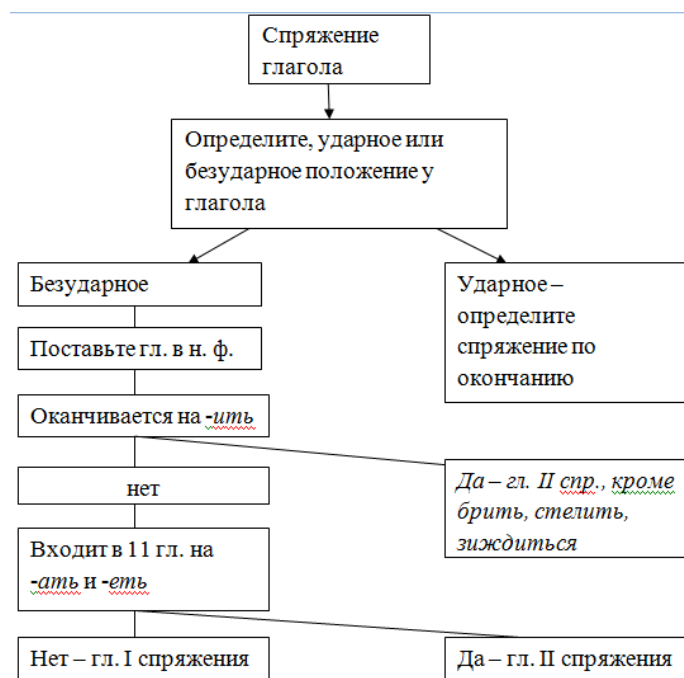 Спряжение
глагола
Определите, ударное или
безударное положение у
глагола
Безударное
Ударное –
определите
спряжение по
окончанию
Поставьте гл. в н. ф.
Оканчивается на -ить
Да – гл. II спр., кроме
брить, стелить,
зиждиться
нет
Входит в 11 гл. на
-ать и -еть
Нет – гл. I спряжения
Да – гл. II спряжения